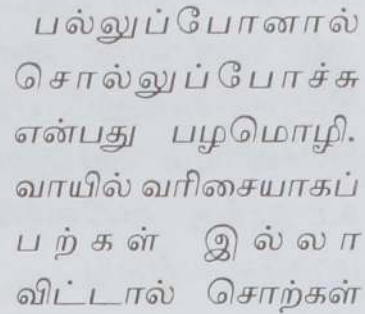 பல்லுப்போனால்
சொல்லுப்போச்சு
என்பது பழமொழி.
வாயில் வரிசையாகப்
பற்கள் இல்லா
விட்டால் சொற்கள்